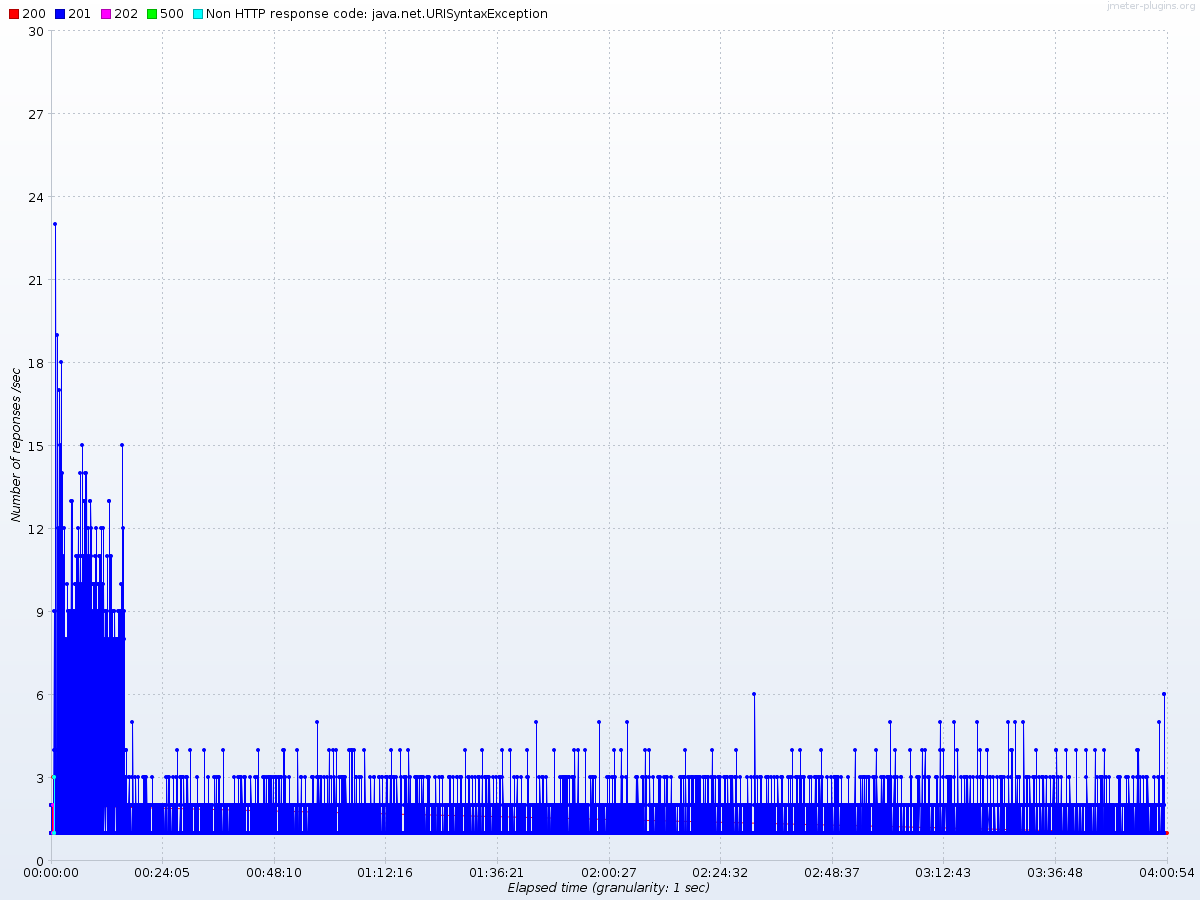 200 201 202 500 Non HTTP response code: java.net.URISyntaxException
jmeter-plugins.org
30
27
24
21
18
15
12
9
6
3
0
Number of reponses /sec
00:00:00 00:24:05 00:48:10 01:12:16 01:36:21 02:00:27 02:24:32 02:48:37 03:12:43 03:36:48 04:00:54
Elapsed time (granularity: 1 sec)